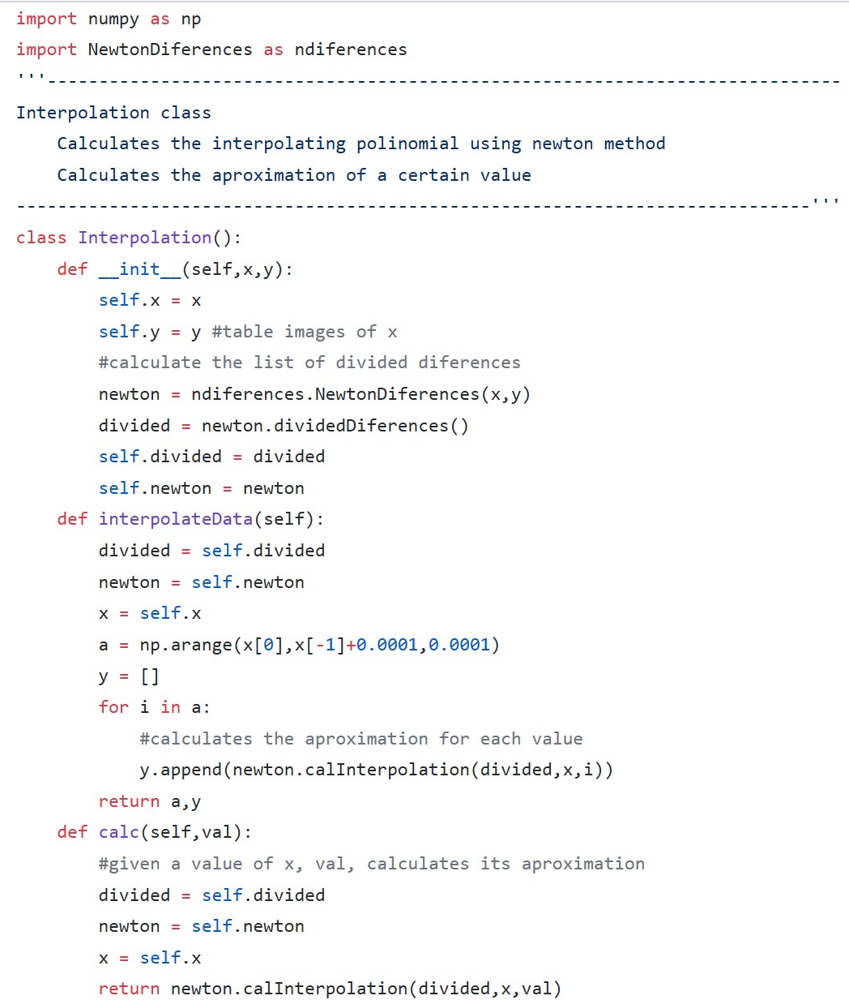 import numpy as np
import NewtonDiferences as ndiferences
'''-----------------------------------------------------------------------------
Interpolation class
    Calculates the interpolating polinomial using newton method
    Calculates the aproximation of a certain value
-----------------------------------------------------------------------------'''
class Interpolation():
    def __init__(self,x,y):
        self.x = x
        self.y = y #table images of x
        #calculate the list of divided diferences
        newton = ndiferences.NewtonDiferences(x,y)
        divided = newton.dividedDiferences()
        self.divided = divided
        self.newton = newton
    def interpolateData(self):
        divided = self.divided
        newton = self.newton
        x = self.x
        a = np.arange(x[0],x[-1]+0.0001,0.0001)
        y = []
        for i in a:
            #calculates the aproximation for each value
            y.append(newton.calInterpolation(divided,x,i))
        return a,y
    def calc(self,val):
        #given a value of x, val, calculates its aproximation
        divided = self.divided
        newton = self.newton
        x = self.x
        return newton.calInterpolation(divided,x,val)